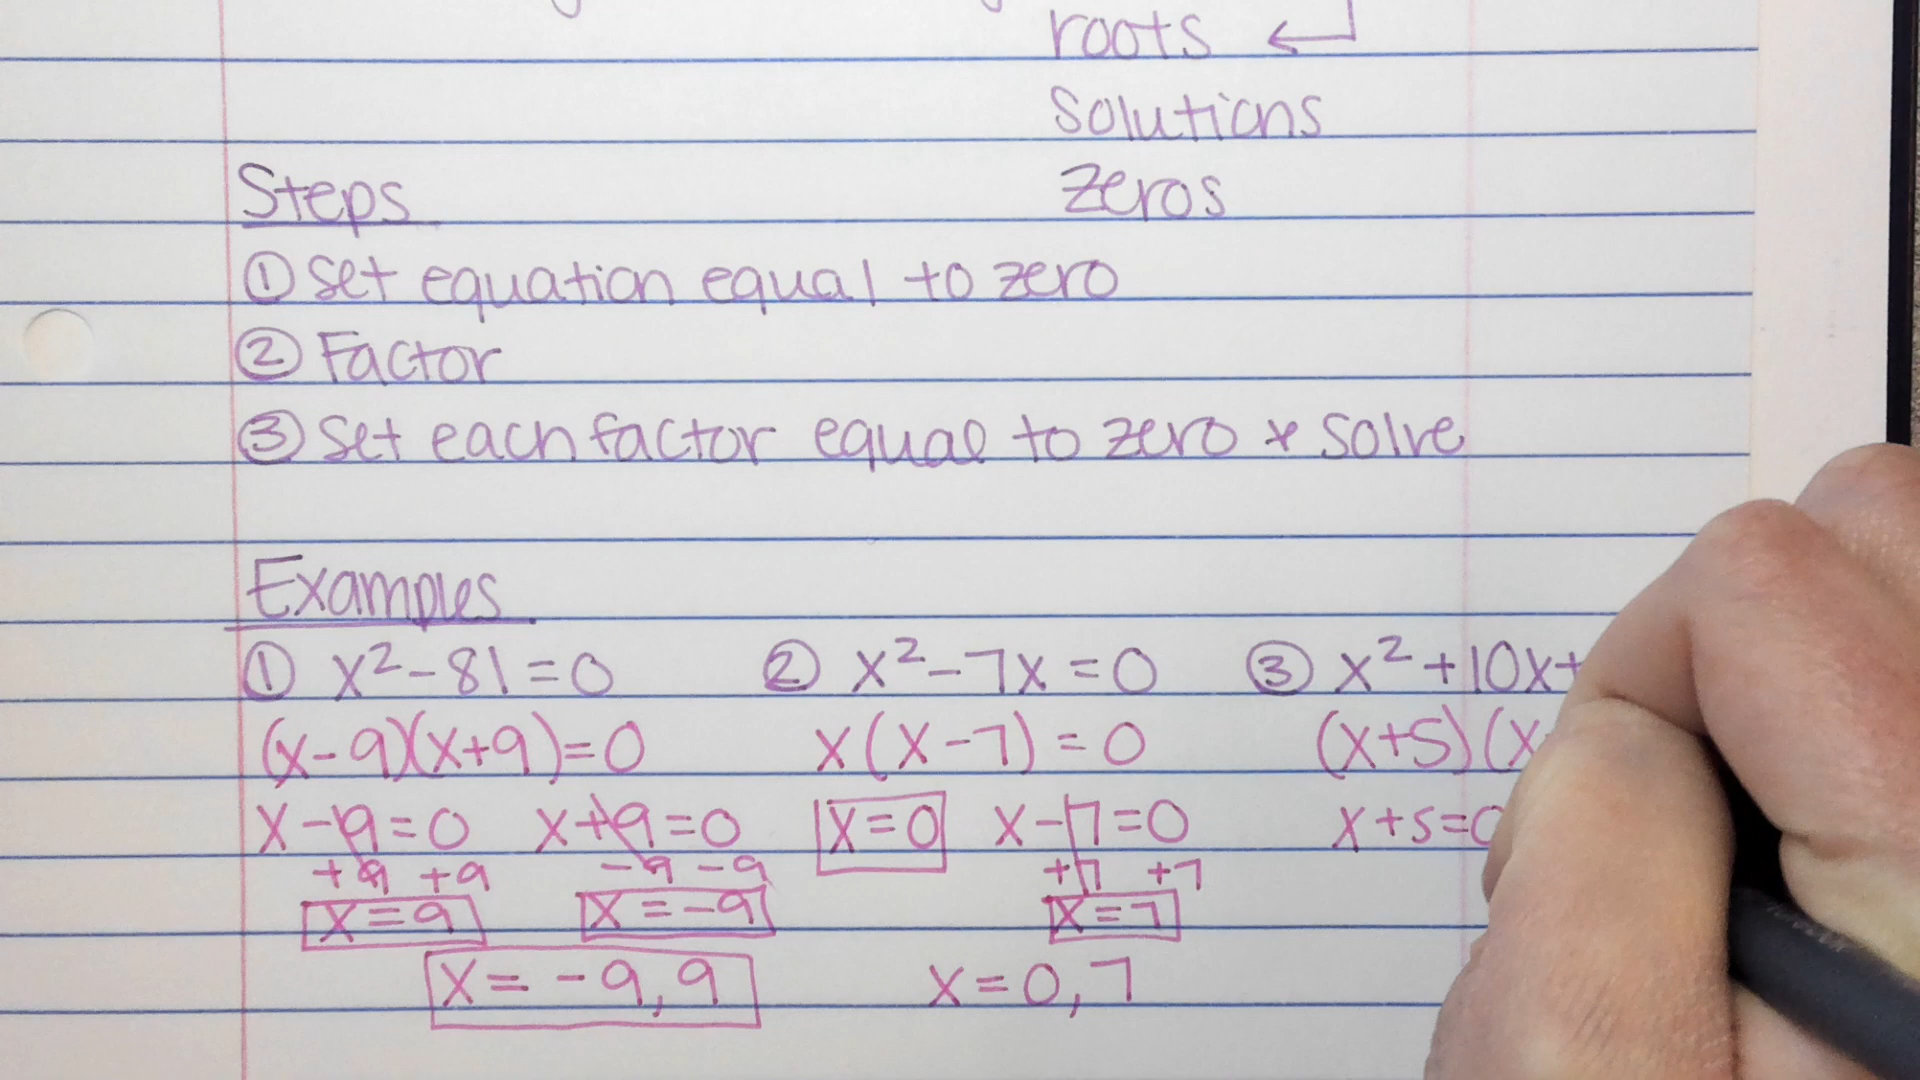 roots ←
solutions
Steps zeros
① set equation equal to zero
② Factor
③ set each factor equal to zero & solve
Examples
① x²-81=0 ② x²-7x=0 ③ x²+10x+
(x-9)(x+9)=0 x(x-7)=0 (x+5)(x
x-9=0 x+9=0 x=0 x-7=0 x+5=0
+9 +9 -9 -9 +7 +7
x=9 x=-9 x=7
x=-9,9 x=0,7